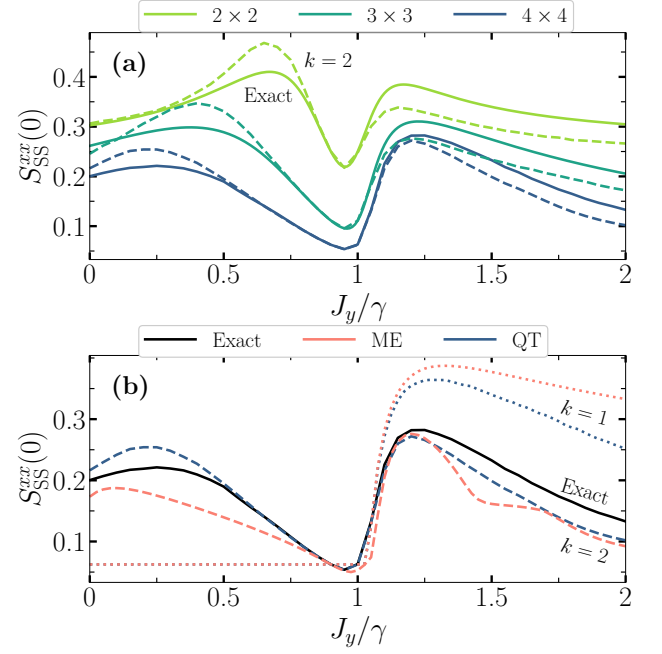 2 × 2 3 × 3 4 × 4
(a)
k = 2
Exact
0.4
0.3
0.2
0.1
S_SS^xx(0)
0 0.5 1 1.5 2
J_y/γ
Exact ME QT
(b)
k = 1
Exact
k = 2
0.3
0.2
0.1
S_SS^xx(0)
0 0.5 1 1.5 2
J_y/γ